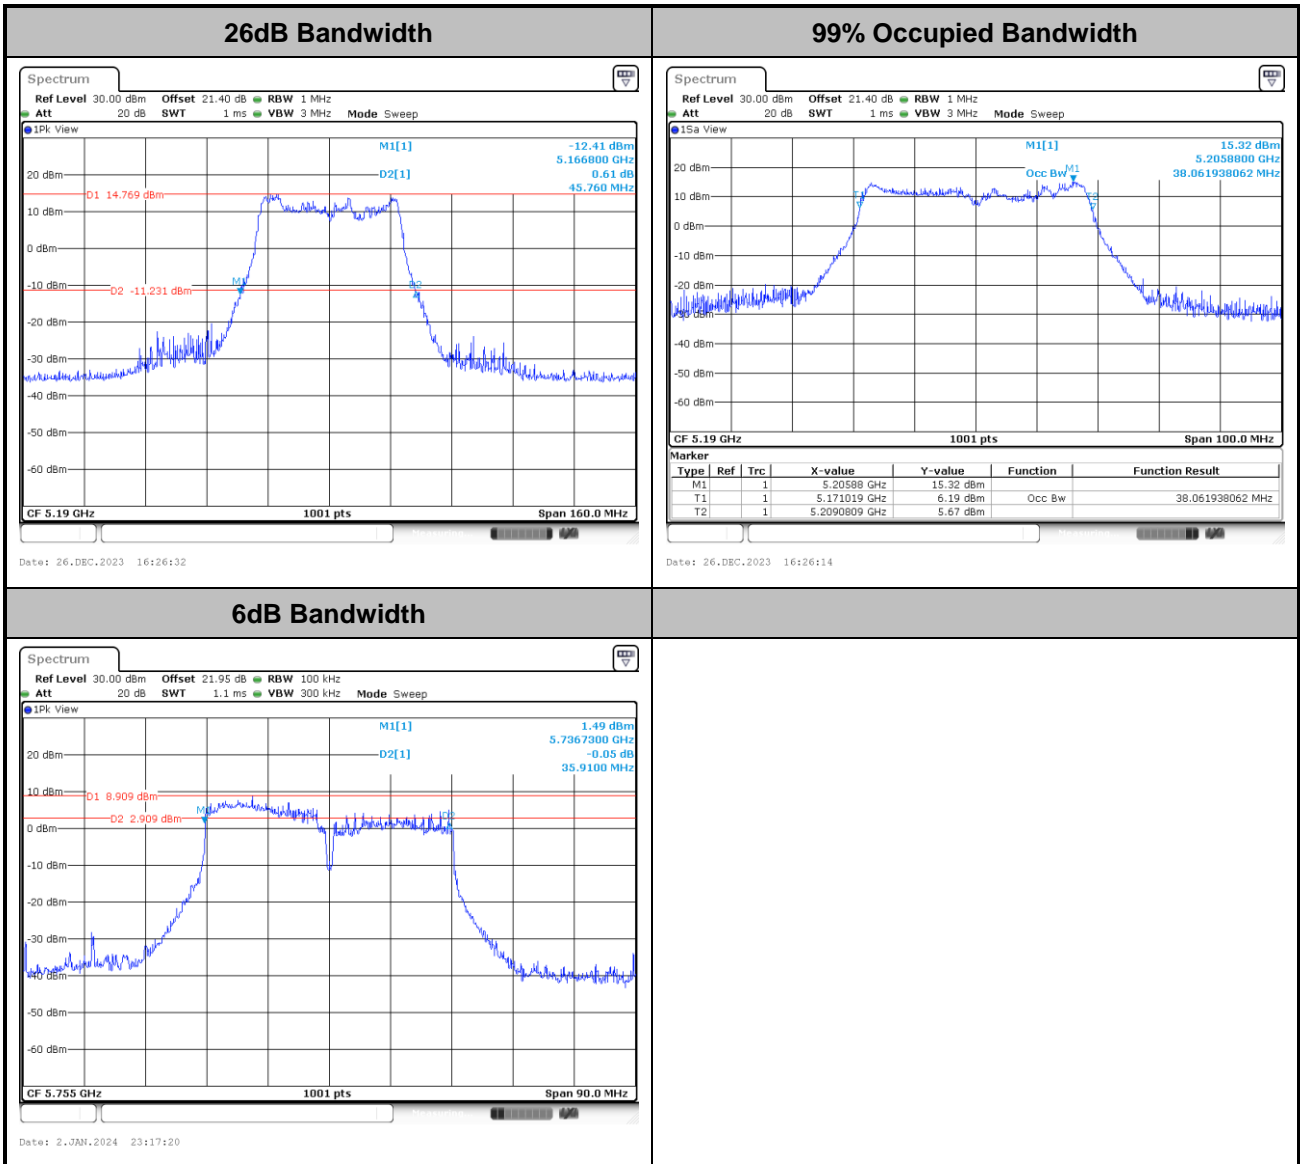 26dB Bandwidth
99% Occupied Bandwidth
Spectrum
Ref Level 30.00 dBm Offset 21.40 dB RBW 1 MHz
Att 20 dB SWT 1 ms VBW 3 MHz Mode Sweep
1Pk View
M1[1] -12.41 dBm
5.166800 GHz
D2[1] 0.61 dB
45.760 MHz
20 dBm
D1 14.769 dBm
10 dBm
0 dBm
-10 dBm
M1
D2
D2 -11.231 dBm
-20 dBm
-30 dBm
-40 dBm
-50 dBm
-60 dBm
CF 5.19 GHz 1001 pts Span 160.0 MHz
Measuring...
Date: 26.DEC.2023 16:26:32
Spectrum
Ref Level 30.00 dBm Offset 21.40 dB RBW 1 MHz
Att 20 dB SWT 1 ms VBW 3 MHz Mode Sweep
1Sa View
M1[1] 15.32 dBm
5.2058800 GHz
Occ Bw 38.061938062 MHz
M1
20 dBm
10 dBm
T2
0 dBm
-10 dBm
-20 dBm
-30 dBm
-40 dBm
-50 dBm
-60 dBm
CF 5.19 GHz 1001 pts Span 100.0 MHz
Marker
Type Ref Trc X-value Y-value Function Function Result
M1 1 5.20588 GHz 15.32 dBm
T1 1 5.171019 GHz 6.19 dBm Occ Bw 38.061938062 MHz
T2 1 5.2090809 GHz 5.67 dBm
Measuring...
Date: 26.DEC.2023 16:26:14
6dB Bandwidth
Spectrum
Ref Level 30.00 dBm Offset 21.95 dB RBW 100 kHz
Att 20 dB SWT 1.1 ms VBW 300 kHz Mode Sweep
1Pk View
M1[1] 1.49 dBm
5.7367300 GHz
D2[1] -0.05 dB
35.9100 MHz
20 dBm
10 dBm
D1 8.909 dBm
M1
D2
D2 2.909 dBm
0 dBm
-10 dBm
-20 dBm
-30 dBm
-40 dBm
-50 dBm
-60 dBm
CF 5.755 GHz 1001 pts Span 90.0 MHz
Measuring...
Date: 2.JAN.2024 23:17:20